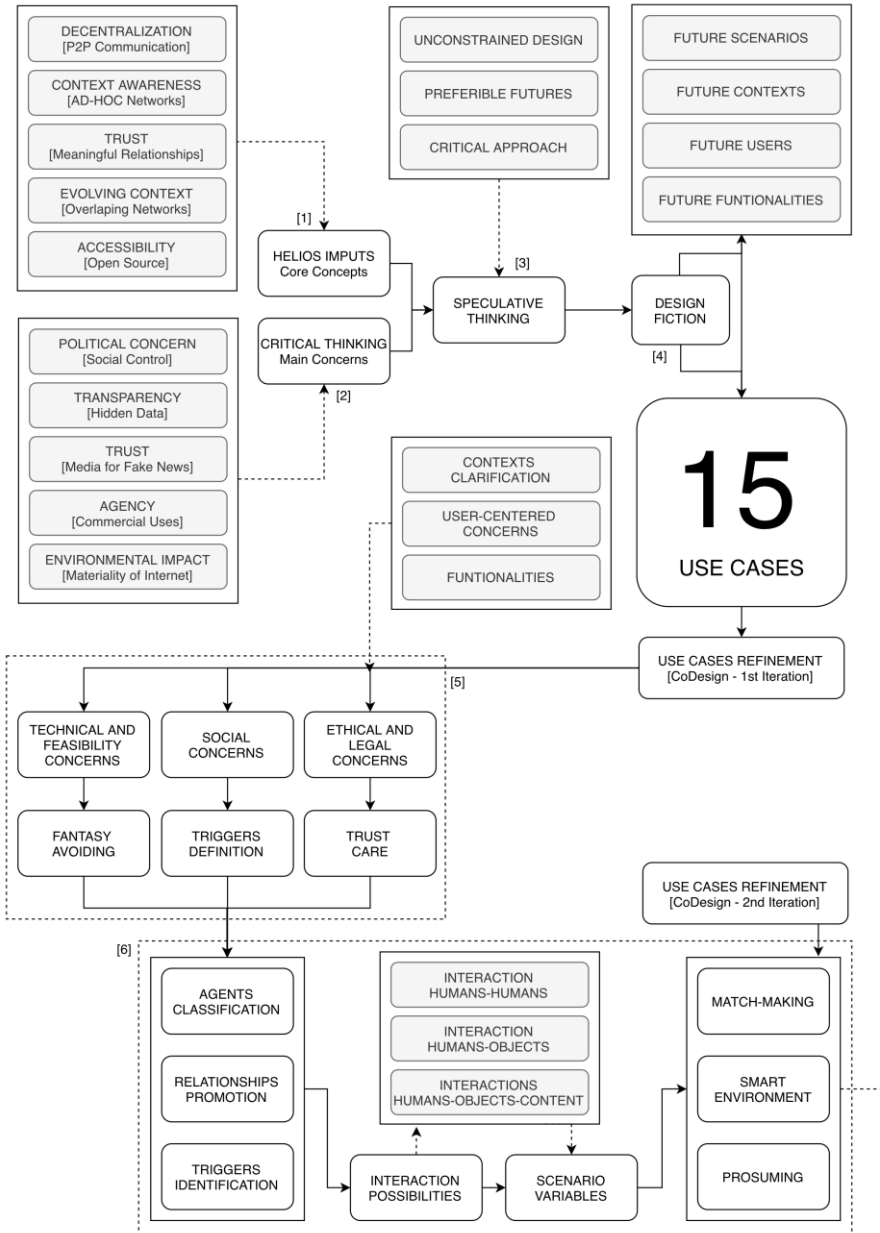 DECENTRALIZATION
[P2P Communication]
CONTEXT AWARENESS
[AD-HOC Networks]
TRUST
[Meaningful Relationships]
EVOLVING CONTEXT
[Overlaping Networks]
ACCESSIBILITY
[Open Source]
UNCONSTRAINED DESIGN
PREFERIBLE FUTURES
CRITICAL APPROACH
FUTURE SCENARIOS
FUTURE CONTEXTS
FUTURE USERS
FUTURE FUNTIONALITIES
[1]
HELIOS IMPUTS
Core Concepts
[3]
SPECULATIVE
THINKING
DESIGN
FICTION
[4]
POLITICAL CONCERN
[Social Control]
TRANSPARENCY
[Hidden Data]
TRUST
[Media for Fake News]
AGENCY
[Commercial Uses]
ENVIRONMENTAL IMPACT
[Materiality of Internet]
CRITICAL THINKING
Main Concerns
[2]
CONTEXTS
CLARIFICATION
USER-CENTERED
CONCERNS
FUNTIONALITIES
15
USE CASES
USE CASES REFINEMENT
[CoDesign - 1st Iteration]
[5]
TECHNICAL AND
FEASIBILITY
CONCERNS
SOCIAL
CONCERNS
ETHICAL AND
LEGAL
CONCERNS
FANTASY
AVOIDING
TRIGGERS
DEFINITION
TRUST
CARE
USE CASES REFINEMENT
[CoDesign - 2nd Iteration]
[6]
AGENTS
CLASSIFICATION
RELATIONSHIPS
PROMOTION
TRIGGERS
IDENTIFICATION
INTERACTION
HUMANS-HUMANS
INTERACTION
HUMANS-OBJECTS
INTERACTIONS
HUMANS-OBJECTS-CONTENT
INTERACTION
POSSIBILITIES
SCENARIO
VARIABLES
MATCH-MAKING
SMART
ENVIRONMENT
PROSUMING